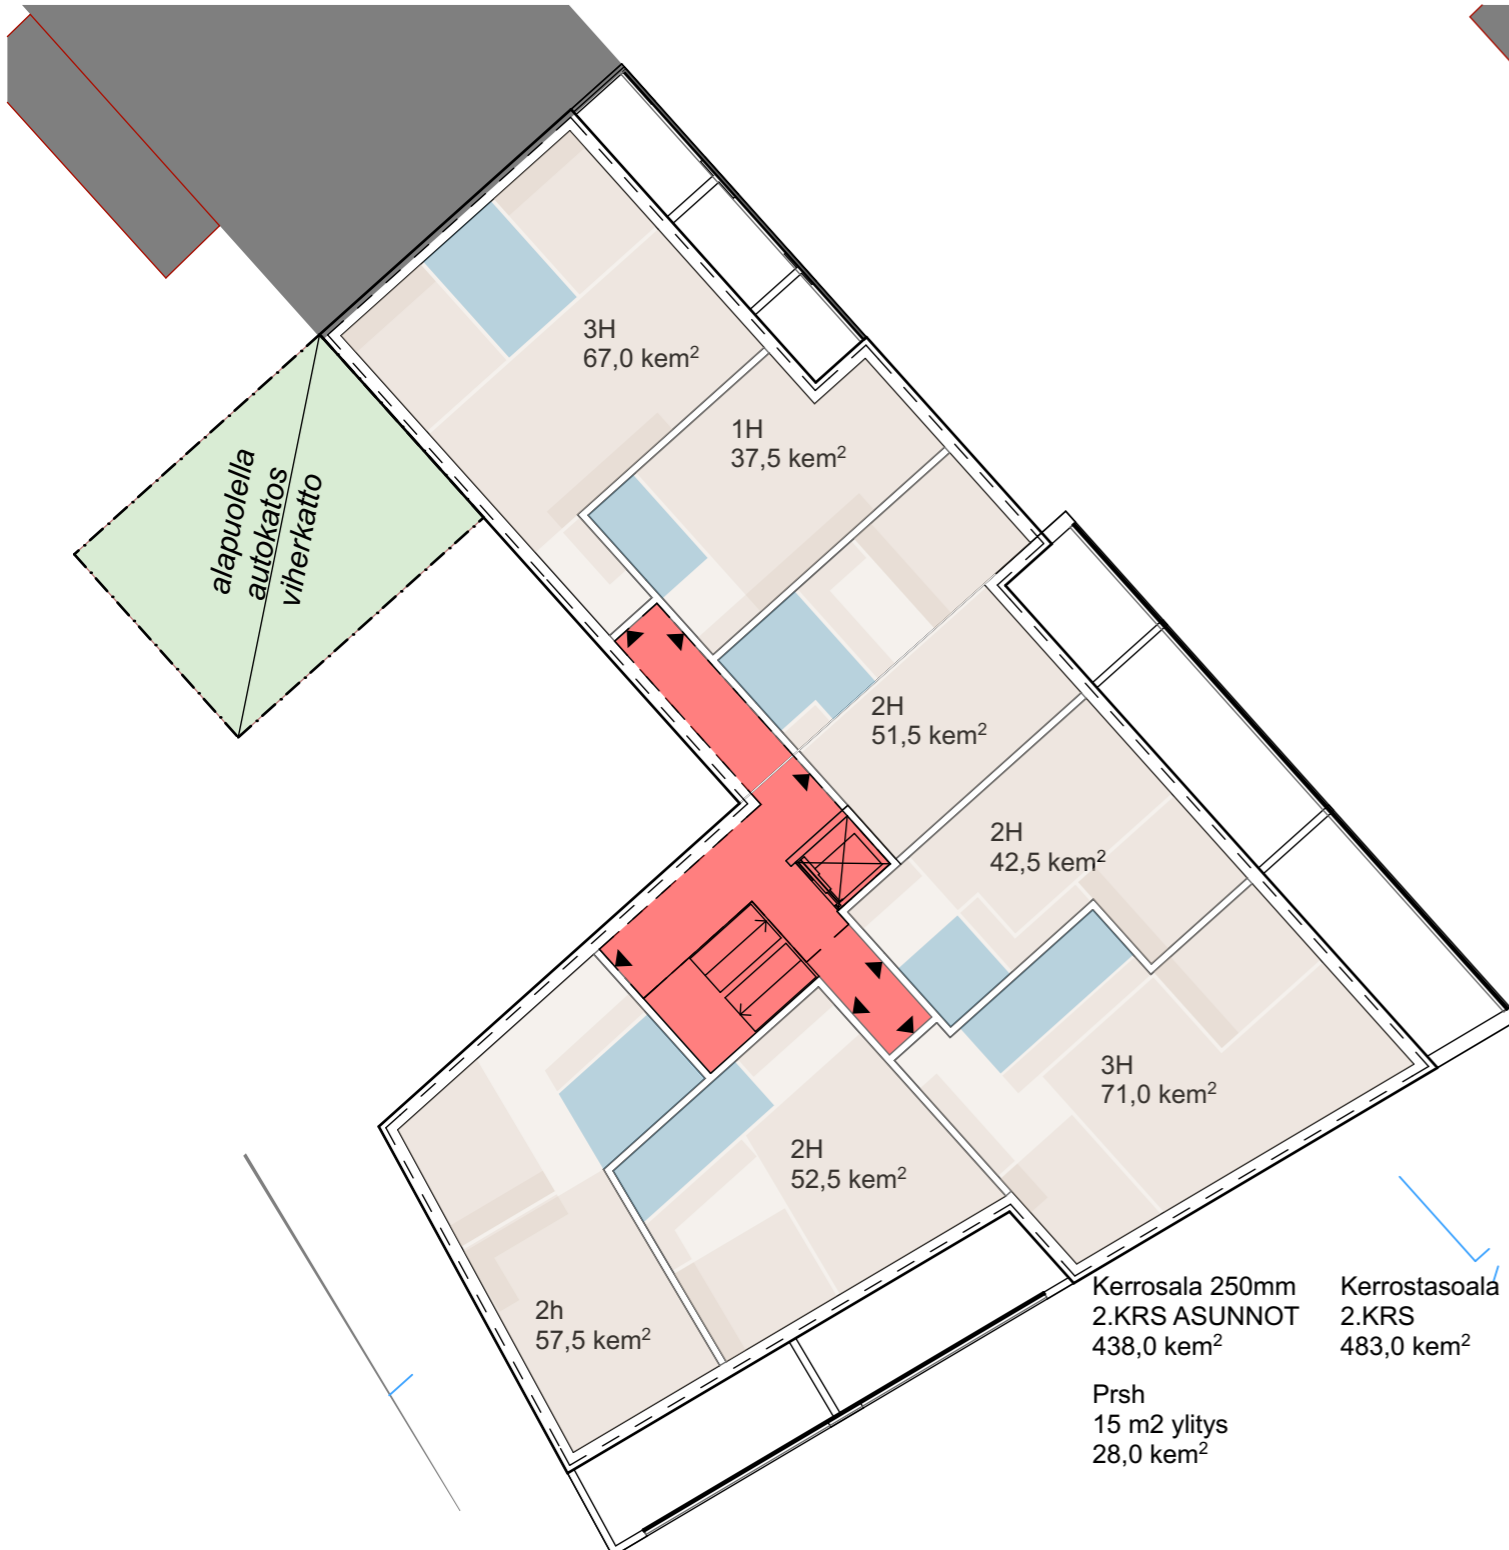 3H
67,0 kem²
1H
37,5 kem²
alapuolella
autokatos
viherkatto
2H
51,5 kem²
2H
42,5 kem²
3H
71,0 kem²
2H
52,5 kem²
2h
57,5 kem²
Kerrosala 250mm
2.KRS ASUNNOT
438,0 kem²
Kerrostasoala
2.KRS
483,0 kem²
Prsh
15 m2 ylitys
28,0 kem²